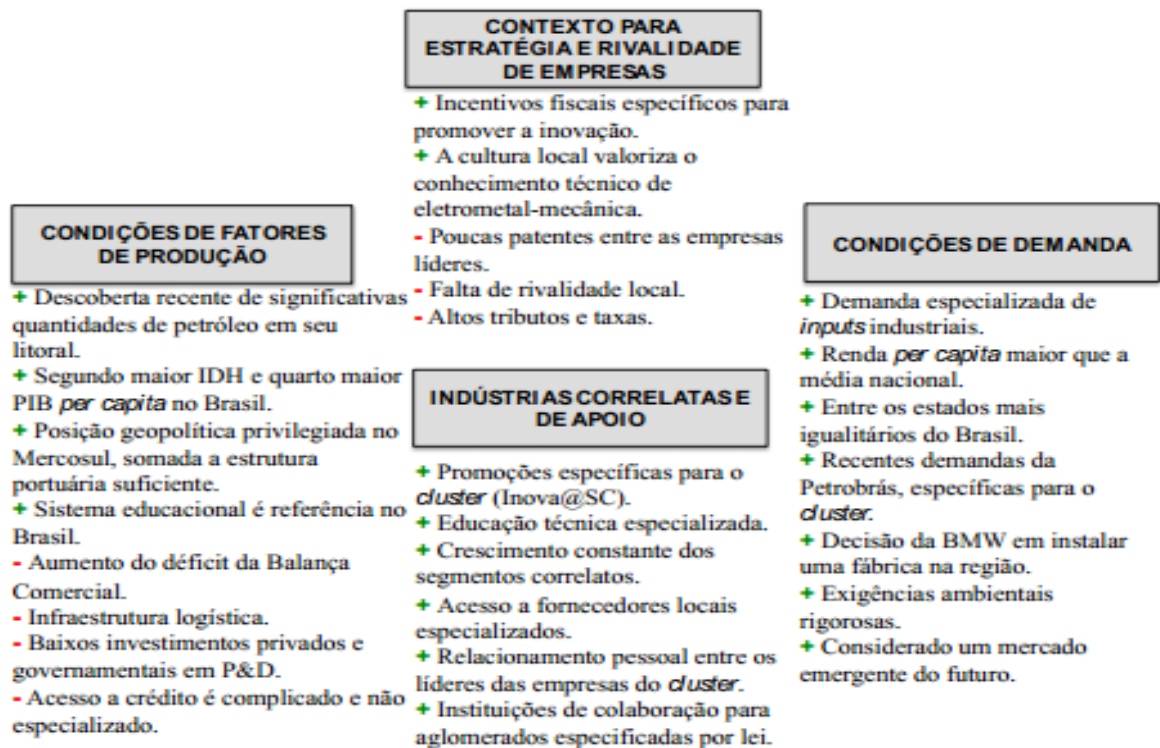 CONTEXTO PARA
ESTRATÉGIA E RIVALIDADE
DE EMPRESAS
+ Incentivos fiscais específicos para
promover a inovação.
+ A cultura local valoriza o
conhecimento técnico de
eletrometal-mecânica.
- Poucas patentes entre as empresas
líderes.
- Falta de rivalidade local.
- Altos tributos e taxas.
CONDIÇÕES DE FATORES
DE PRODUÇÃO
+ Descoberta recente de significativas
quantidades de petróleo em seu
litoral.
+ Segundo maior IDH e quarto maior
PIB per capita no Brasil.
+ Posição geopolítica privilegiada no
Mercosul, somada a estrutura
portuária suficiente.
+ Sistema educacional é referência no
Brasil.
- Aumento do déficit da Balança
Comercial.
- Infraestrutura logística.
- Baixos investimentos privados e
governamentais em P&D.
- Acesso a crédito é complicado e não
especializado.
INDÚSTRIAS CORRELATAS E
DE APOIO
+ Promoções específicas para o
cluster (Inova@SC).
+ Educação técnica especializada.
+ Crescimento constante dos
segmentos correlatos.
+ Acesso a fornecedores locais
especializados.
+ Relacionamento pessoal entre os
líderes das empresas do cluster.
+ Instituições de colaboração para
aglomerados especificadas por lei.
CONDIÇÕES DE DEMANDA
+ Demanda especializada de
inputs industriais.
+ Renda per capita maior que a
média nacional.
+ Entre os estados mais
igualitários do Brasil.
+ Recentes demandas da
Petrobrás, específicas para o
cluster.
+ Decisão da BMW em instalar
uma fábrica na região.
+ Exigências ambientais
rigorosas.
+ Considerado um mercado
emergente do futuro.